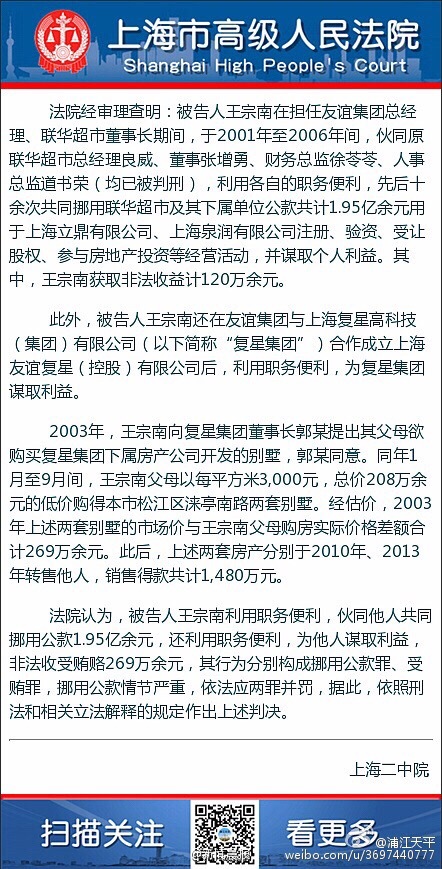 上海市高级人民法院
Shanghai High People's Court
法院经审理查明：被告人王宗南在担任友谊集团总经
理、联华超市董事长期间，于2001年至2006年间，伙同原
联华超市总经理良威、董事张增勇、财务总监徐苓苓、人事
总监道书荣（均已被判刑），利用各自的职务便利，先后十
余次共同挪用联华超市及其下属单位公款共计1.95亿余元用
于上海立鼎有限公司、上海泉润有限公司注册、验资、受让
股权、参与房地产投资等经营活动，并谋取个人利益。其
中，王宗南获取非法收益计120万余元。
此外，被告人王宗南还在友谊集团与上海复星高科技
（集团）有限公司（以下简称“复星集团”）合作成立上海
友谊复星（控股）有限公司后，利用职务便利，为复星集团
谋取利益。
2003年，王宗南向复星集团董事长郭某提出其父母欲
购买复星集团下属房产公司开发的别墅，郭某同意。同年1
月至9月间，王宗南父母以每平方米3,000元，总价208万余
元的低价购得本市松江区涞亭南路两套别墅。经估价，2003
年上述两套别墅的市场价与王宗南父母购房实际价格差额合
计269万余元。此后，上述两套房产分别于2010年、2013
年转售他人，销售得款共计1,480万元。
法院认为，被告人王宗南利用职务便利，伙同他人共同
挪用公款1.95亿余元，还利用职务便利，为他人谋取利益，
非法收受贿赂269万余元，其行为分别构成挪用公款罪、受
贿罪，挪用公款情节严重，依法应两罪并罚，据此，依照刑
法和相关立法解释的规定作出上述判决。
上海二中院
扫描关注
看更多
@浦江天平
weibo.com/u/3697440777